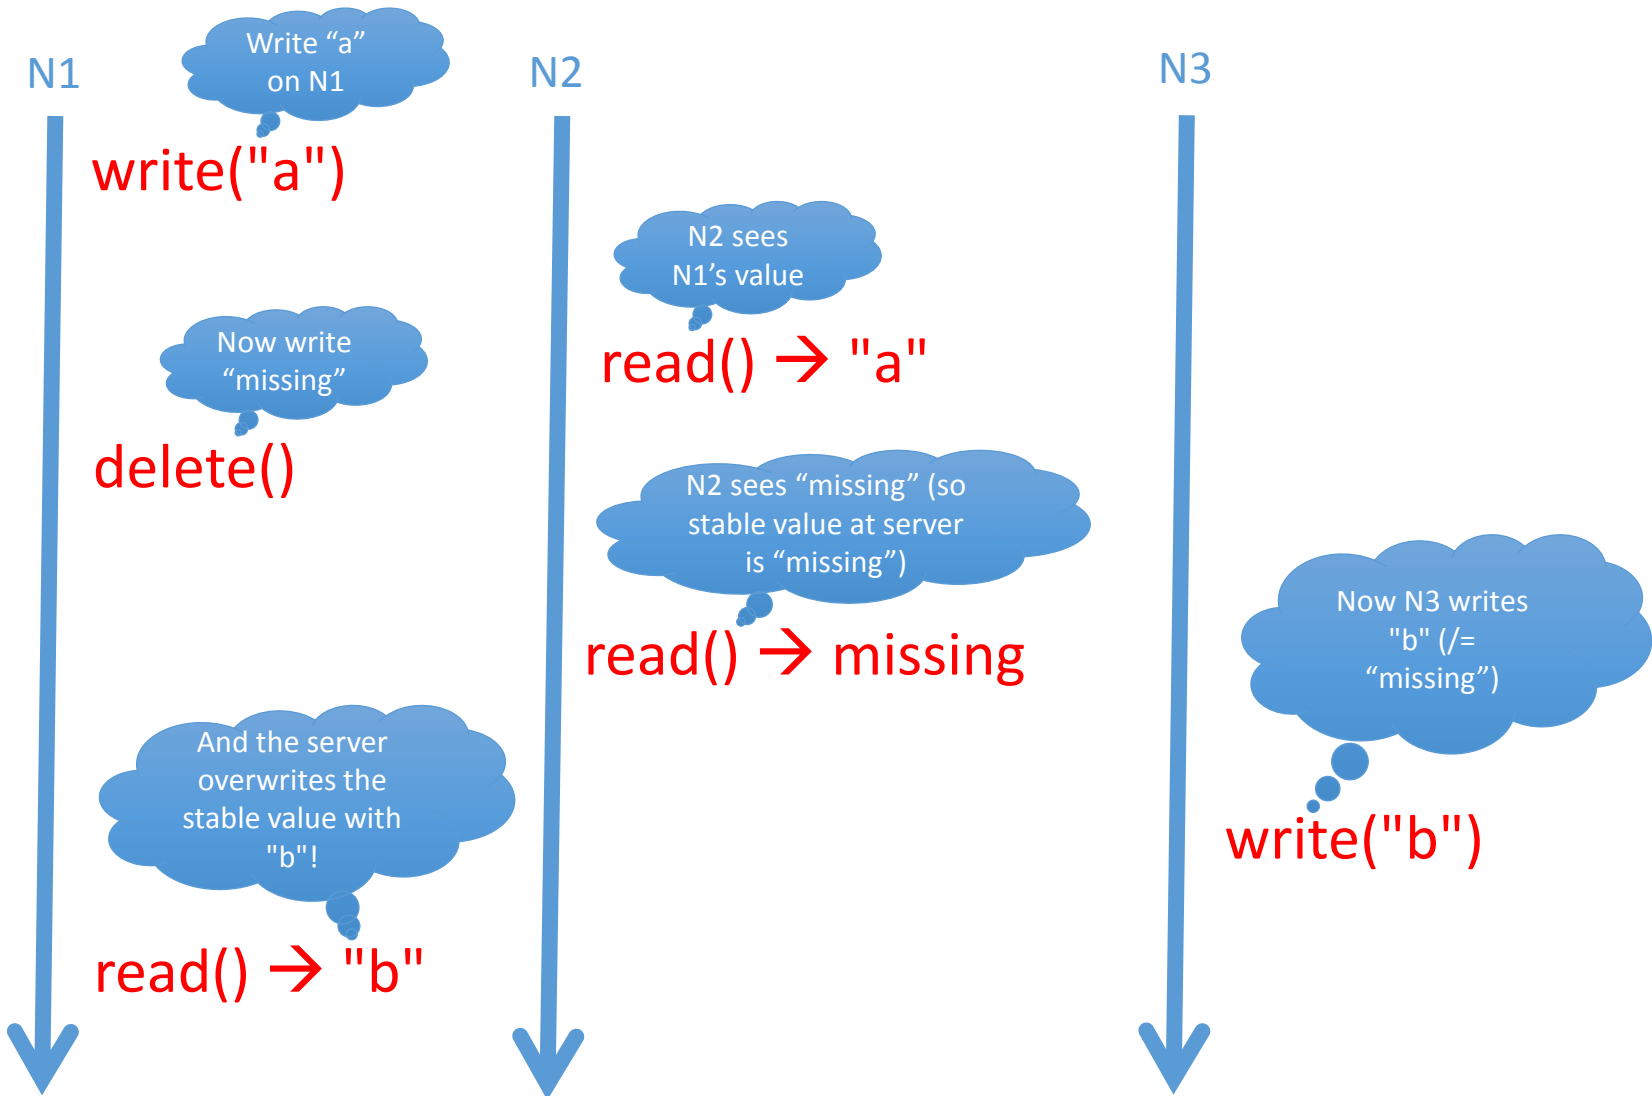 N1
Write “a”
on N1
write("a")
Now write
“missing”
delete()
And the server
overwrites the
stable value with
"b"!
read() → "b"
N2
N2 sees
N1’s value
read() → "a"
N2 sees “missing” (so
stable value at server
is “missing”)
read() → missing
N3
Now N3 writes
"b" (/=
“missing”)
write("b")